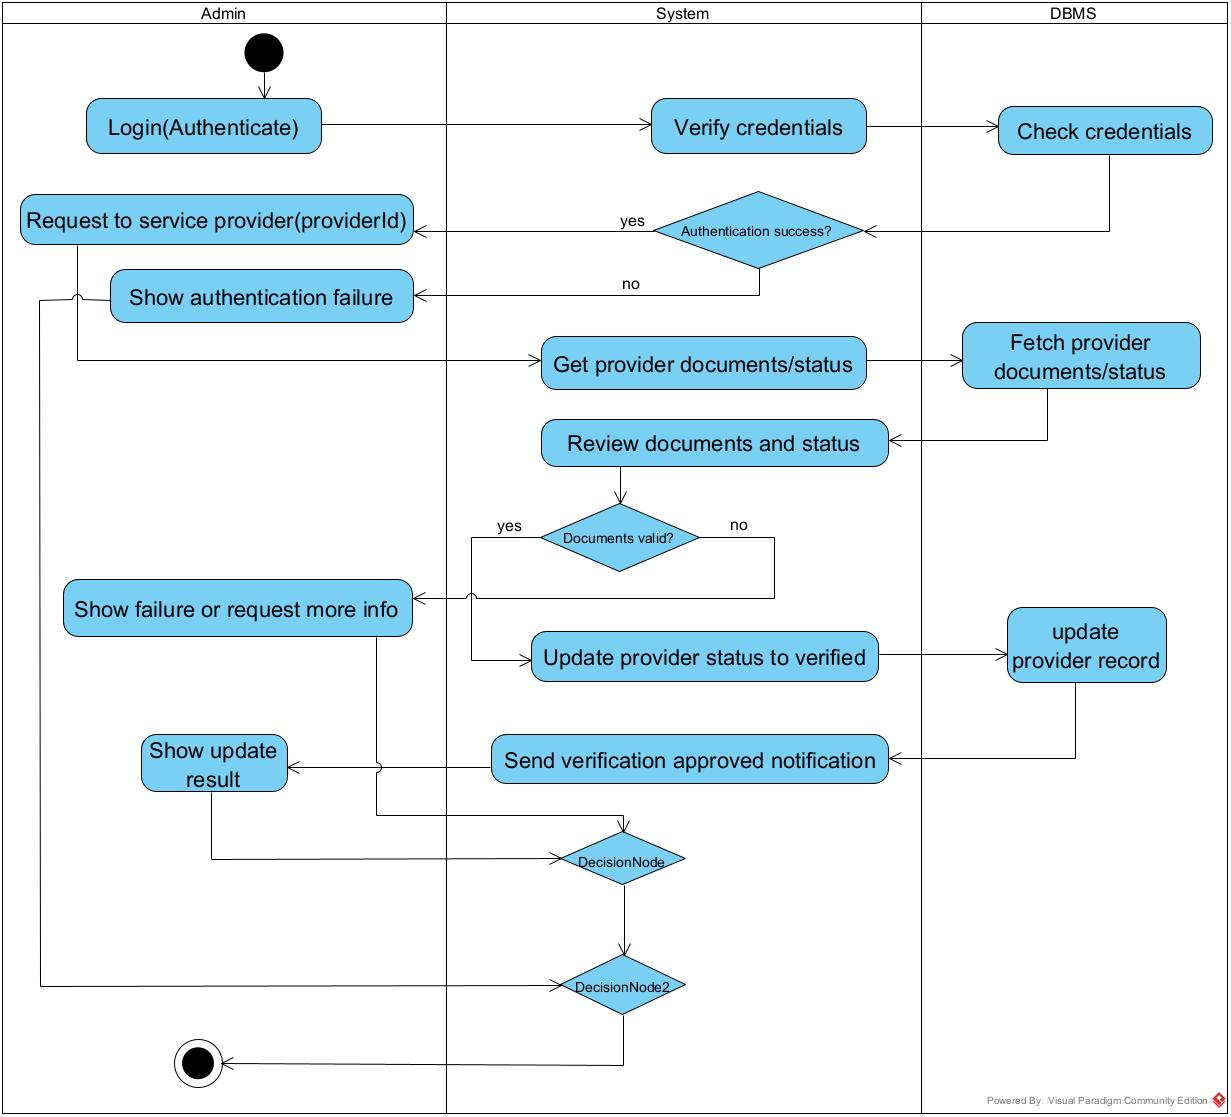 Admin
System
DBMS
Login(Authenticate)
Verify credentials
Check credentials
Request to service provider(providerId)
yes
Authentication success?
Show authentication failure
no
Get provider documents/status
Fetch provider
documents/status
Review documents and status
yes
Documents valid?
no
Show failure or request more info
Update provider status to verified
update
provider record
Show update
result
Send verification approved notification
DecisionNode
DecisionNode2
Powered By Visual Paradigm Community Edition